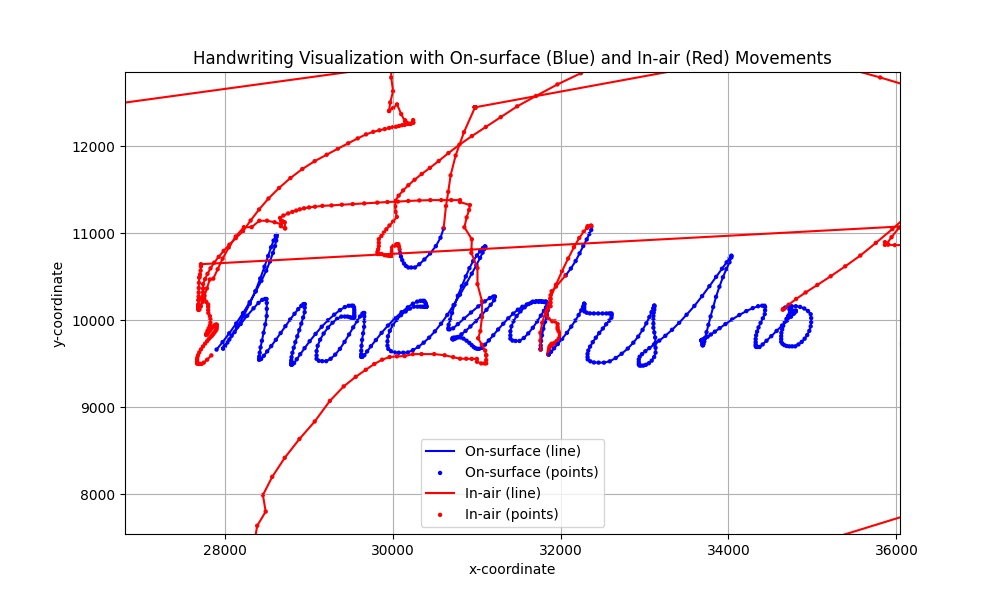 Handwriting Visualization with On-surface (Blue) and In-air (Red) Movements
12000
11000
10000
9000
8000
y-coordinate
hračkárstvo
On-surface (line)
On-surface (points)
In-air (line)
In-air (points)
28000 30000 32000 34000 36000
x-coordinate